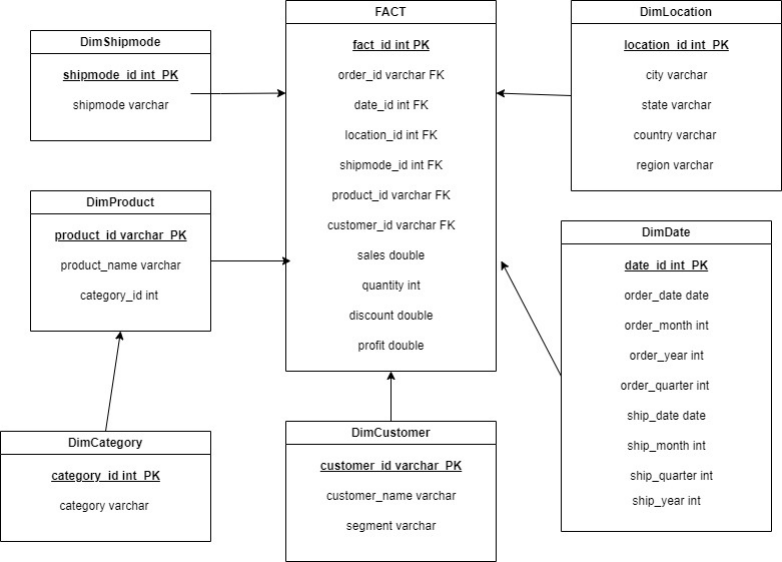 DimShipmode
shipmode_id int PK
shipmode varchar
FACT
fact_id int PK
order_id varchar FK
date_id int FK
location_id int FK
shipmode_id int FK
product_id varchar FK
customer_id varchar FK
sales double
quantity int
discount double
profit double
DimLocation
location_id int PK
city varchar
state varchar
country varchar
region varchar
DimProduct
product_id varchar PK
product_name varchar
category_id int
DimDate
date_id int PK
order_date date
order_month int
order_year int
order_quarter int
ship_date date
ship_month int
ship_quarter int
ship_year int
DimCategory
category_id int PK
category varchar
DimCustomer
customer_id varchar PK
customer_name varchar
segment varchar